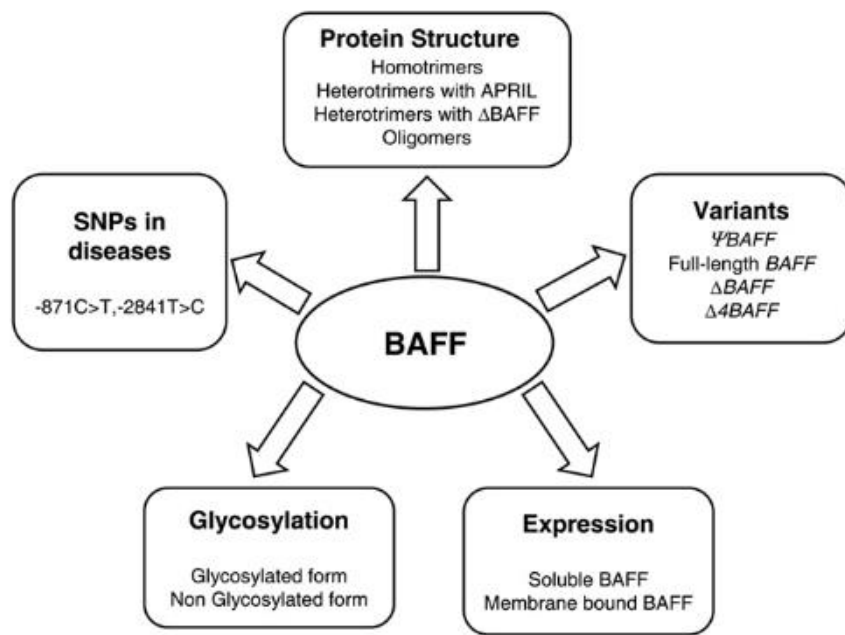 Protein Structure
Homotrimers
Heterotrimers with APRIL
Heterotrimers with ΔBAFF
Oligomers
SNPs in
diseases
-871C>T,-2841T>C
Variants
ΨBAFF
Full-length BAFF
ΔBAFF
Δ4BAFF
BAFF
Glycosylation
Glycosylated form
Non Glycosylated form
Expression
Soluble BAFF
Membrane bound BAFF